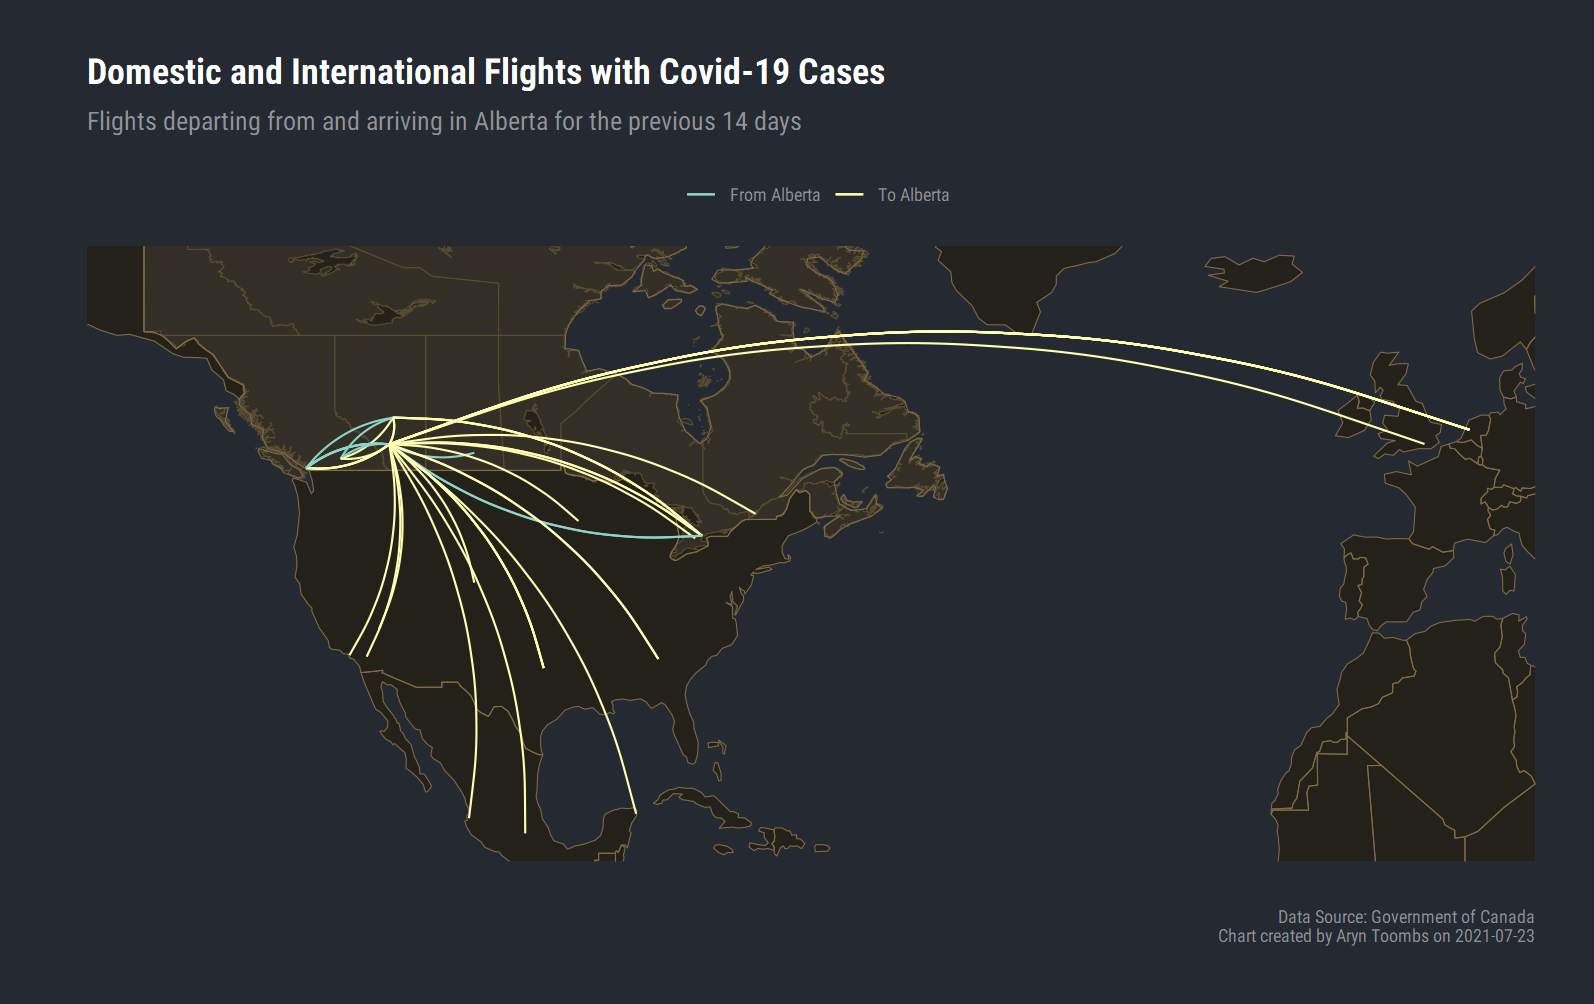 Domestic and International Flights with Covid-19 Cases
Flights departing from and arriving in Alberta for the previous 14 days
From Alberta To Alberta
Data Source: Government of Canada
Chart created by Aryn Toombs on 2021-07-23